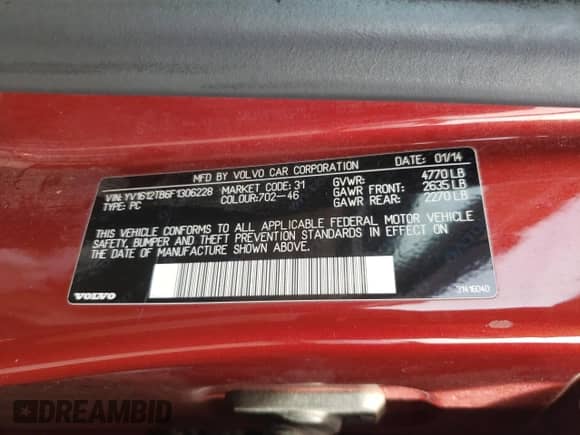 MFD BY VOLVO CAR CORPORATION DATE: 01/14
VIN: YV1612TB6F1306228 MARKET CODE: 31 GVWR: 4770 LB
TYPE: PC COLOUR:702-46 GAWR FRONT: 2635 LB
GAWR REAR: 2270 LB
THIS VEHICLE CONFORMS TO ALL APPLICABLE FEDERAL MOTOR VEHICLE
SAFETY, BUMPER AND THEFT PREVENTION STANDARDS IN EFFECT ON
THE DATE OF MANUFACTURE SHOWN ABOVE.
VOLVO 31416040
DREAMBID